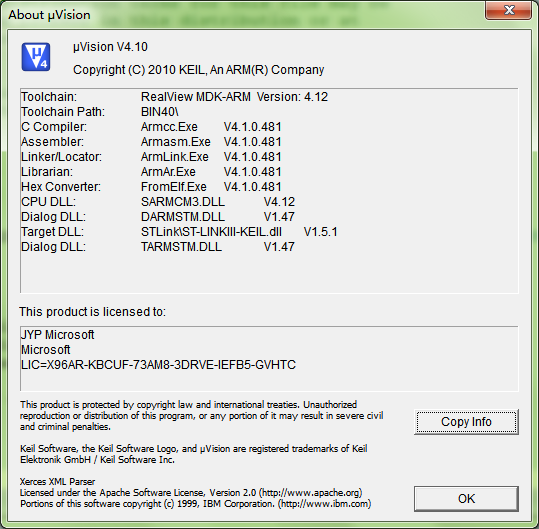 in this distribution or at
About µVision
µVision V4.10
Copyright (C) 2010 KEIL, An ARM(R) Company
Toolchain: RealView MDK-ARM Version: 4.12
Toolchain Path: BIN40\
C Compiler: Armcc.Exe V4.1.0.481
Assembler: Armasm.Exe V4.1.0.481
Linker/Locator: ArmLink.Exe V4.1.0.481
Librarian: ArmAr.Exe V4.1.0.481
Hex Converter: FromElf.Exe V4.1.0.481
CPU DLL: SARMCM3.DLL V4.12
Dialog DLL: DARMSTM.DLL V1.47
Target DLL: STLink\ST-LINKIII-KEIL.dll V1.5.1
Dialog DLL: TARMSTM.DLL V1.47
This product is licensed to:
JYP Microsoft
Microsoft
LIC=X96AR-KBCUF-73AM8-3DRVE-IEFB5-GVHTC
This product is protected by copyright law and international treaties. Unauthorized
reproduction or distribution of this program, or any portion of it may result in severe civil
and criminal penalties.
Copy Info
Keil Software, the Keil Software Logo, and µVision are registered trademarks of Keil
Elektronik GmbH / Keil Software Inc.
Xerces XML Parser
Licensed under the Apache Software License, Version 2.0 (http://www.apache.org)
Portions of this software copyright (c) 1999, IBM Corporation. (http://www.ibm.com)
OK